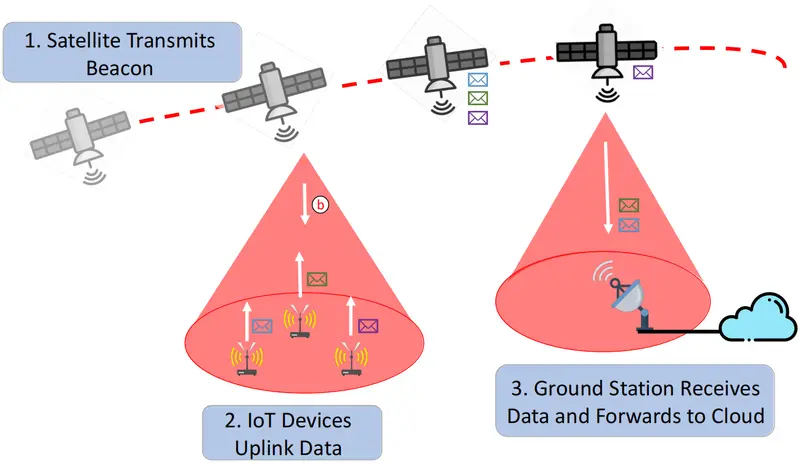 1. Satellite Transmits
Beacon
b
2. IoT Devices
Uplink Data
3. Ground Station Receives
Data and Forwards to Cloud